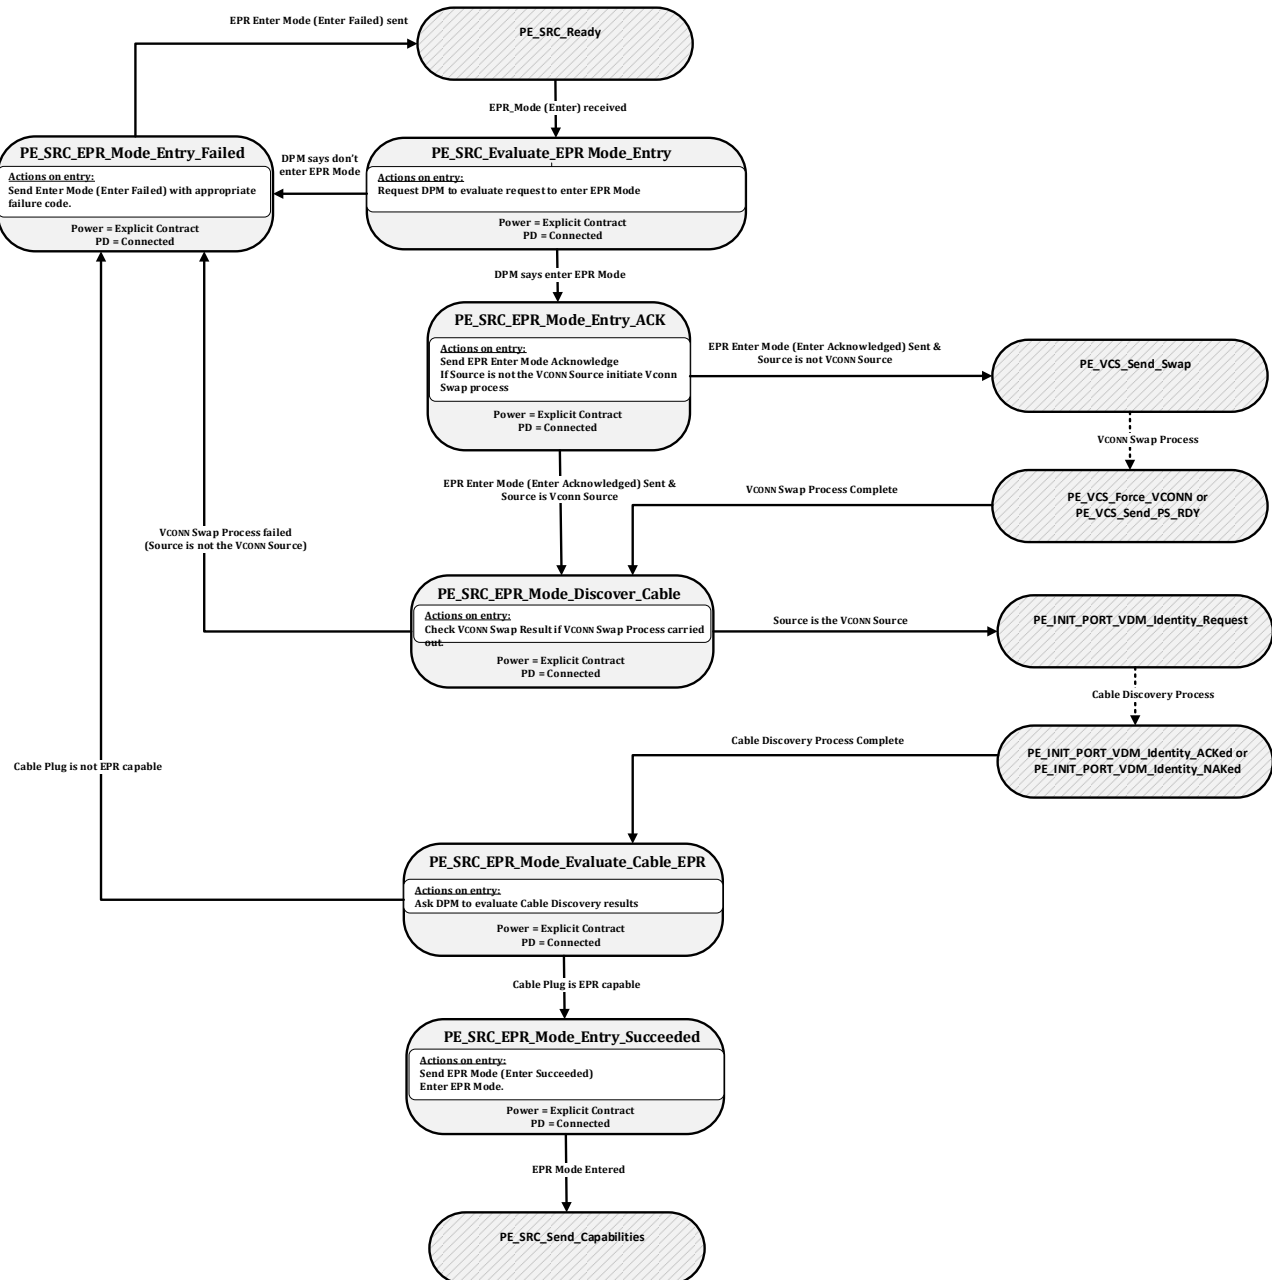 EPR Enter Mode (Enter Failed) sent
PE_SRC_Ready
EPR_Mode (Enter) received
PE_SRC_EPR_Mode_Entry_Failed
Actions on entry:
Send Enter Mode (Enter Failed) with appropriate
failure code.
Power = Explicit Contract
PD = Connected
DPM says don't
enter EPR Mode
PE_SRC_Evaluate_EPR Mode_Entry
Actions on entry:
Request DPM to evaluate request to enter EPR Mode
Power = Explicit Contract
PD = Connected
DPM says enter EPR Mode
PE_SRC_EPR_Mode_Entry_ACK
Actions on entry:
Send EPR Enter Mode Acknowledge
If Source is not the VCONN Source initiate Vconn
Swap process
Power = Explicit Contract
PD = Connected
EPR Enter Mode (Enter Acknowledged) Sent &
Source is not VCONN Source
PE_VCS_Send_Swap
VCONN Swap Process
PE_VCS_Force_VCONN or
PE_VCS_Send_PS_RDY
VCONN Swap Process Complete
EPR Enter Mode (Enter Acknowledged) Sent &
Source is Vconn Source
VCONN Swap Process failed
(Source is not the VCONN Source)
PE_SRC_EPR_Mode_Discover_Cable
Actions on entry:
Check VCONN Swap Result if VCONN Swap Process carried
out.
Power = Explicit Contract
PD = Connected
Source is the VCONN Source
PE_INIT_PORT_VDM_Identity_Request
Cable Discovery Process
PE_INIT_PORT_VDM_Identity_ACKed or
PE_INIT_PORT_VDM_Identity_NAKed
Cable Discovery Process Complete
Cable Plug is not EPR capable
PE_SRC_EPR_Mode_Evaluate_Cable_EPR
Actions on entry:
Ask DPM to evaluate Cable Discovery results
Power = Explicit Contract
PD = Connected
Cable Plug is EPR capable
PE_SRC_EPR_Mode_Entry_Succeeded
Actions on entry:
Send EPR Mode (Enter Succeeded)
Enter EPR Mode.
Power = Explicit Contract
PD = Connected
EPR Mode Entered
PE_SRC_Send_Capabilities